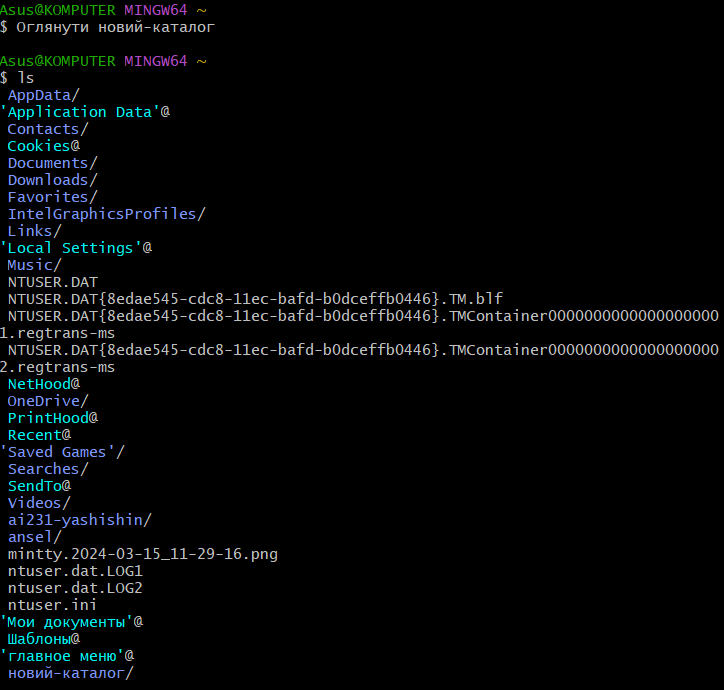 Asus@KOMPUTER MINGW64 ~
$ Оглянути новий-каталог
Asus@KOMPUTER MINGW64 ~
$ ls
AppData/
'Application Data'@
Contacts/
Cookies@
Documents/
Downloads/
Favorites/
IntelGraphicsProfiles/
Links/
'Local Settings'@
Music/
NTUSER.DAT
NTUSER.DAT{8edae545-cdc8-11ec-bafd-b0dceffb0446}.TM.blf
NTUSER.DAT{8edae545-cdc8-11ec-bafd-b0dceffb0446}.TMContainer0000000000000000000
1.regtrans-ms
NTUSER.DAT{8edae545-cdc8-11ec-bafd-b0dceffb0446}.TMContainer0000000000000000000
2.regtrans-ms
NetHood@
OneDrive/
PrintHood@
Recent@
'Saved Games'/
Searches/
SendTo@
Videos/
ai231-yashishin/
ansel/
mintty.2024-03-15_11-29-16.png
ntuser.dat.LOG1
ntuser.dat.LOG2
ntuser.ini
'Мои документы'@
Шаблоны@
'главное меню'@
новий-каталог/